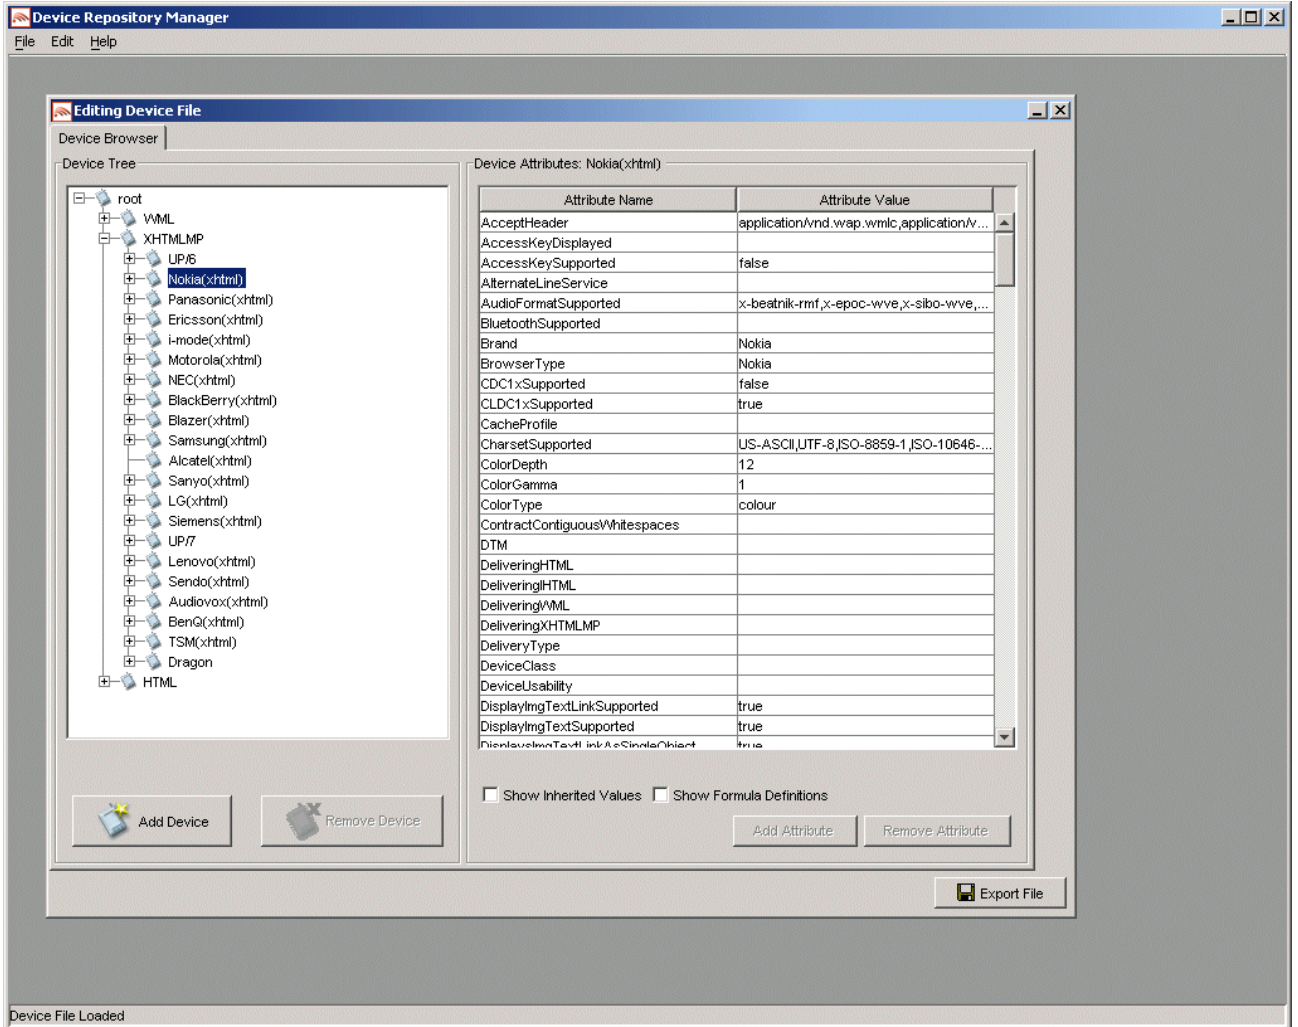 Device Repository Manager
File Edit Help
Editing Device File
Device Browser
Device Tree
root
WML
XHTMLMP
UP/6
Nokia(xhtml)
Panasonic(xhtml)
Ericsson(xhtml)
i-mode(xhtml)
Motorola(xhtml)
NEC(xhtml)
BlackBerry(xhtml)
Blazer(xhtml)
Samsung(xhtml)
Alcatel(xhtml)
Sanyo(xhtml)
LG(xhtml)
Siemens(xhtml)
UP/7
Lenovo(xhtml)
Sendo(xhtml)
Audiovox(xhtml)
BenQ(xhtml)
TSM(xhtml)
Dragon
HTML
Add Device Remove Device
Device Attributes: Nokia(xhtml)
Attribute Name Attribute Value
AcceptHeader application/vnd.wap.wmlc,application/v...
AccessKeyDisplayed
AccessKeySupported false
AlternateLineService
AudioFormatSupported x-beatnik-rmf,x-epoc-wve,x-sibo-wve,...
BluetoothSupported
Brand Nokia
BrowserType Nokia
CDC1xSupported false
CLDC1xSupported true
CacheProfile
CharsetSupported US-ASCII,UTF-8,ISO-8859-1,ISO-10646-...
ColorDepth 12
ColorGamma 1
ColorType colour
ContractContiguousWhitespaces
DTM
DeliveringHTML
DeliveringIHTML
DeliveringWML
DeliveringXHTMLMP
DeliveryType
DeviceClass
DeviceUsability
DisplayImgTextLinkSupported true
DisplayImgTextSupported true
DisplaysImgTextLinkAsSingleObject true
Show Inherited Values Show Formula Definitions
Add Attribute Remove Attribute
Export File
Device File Loaded